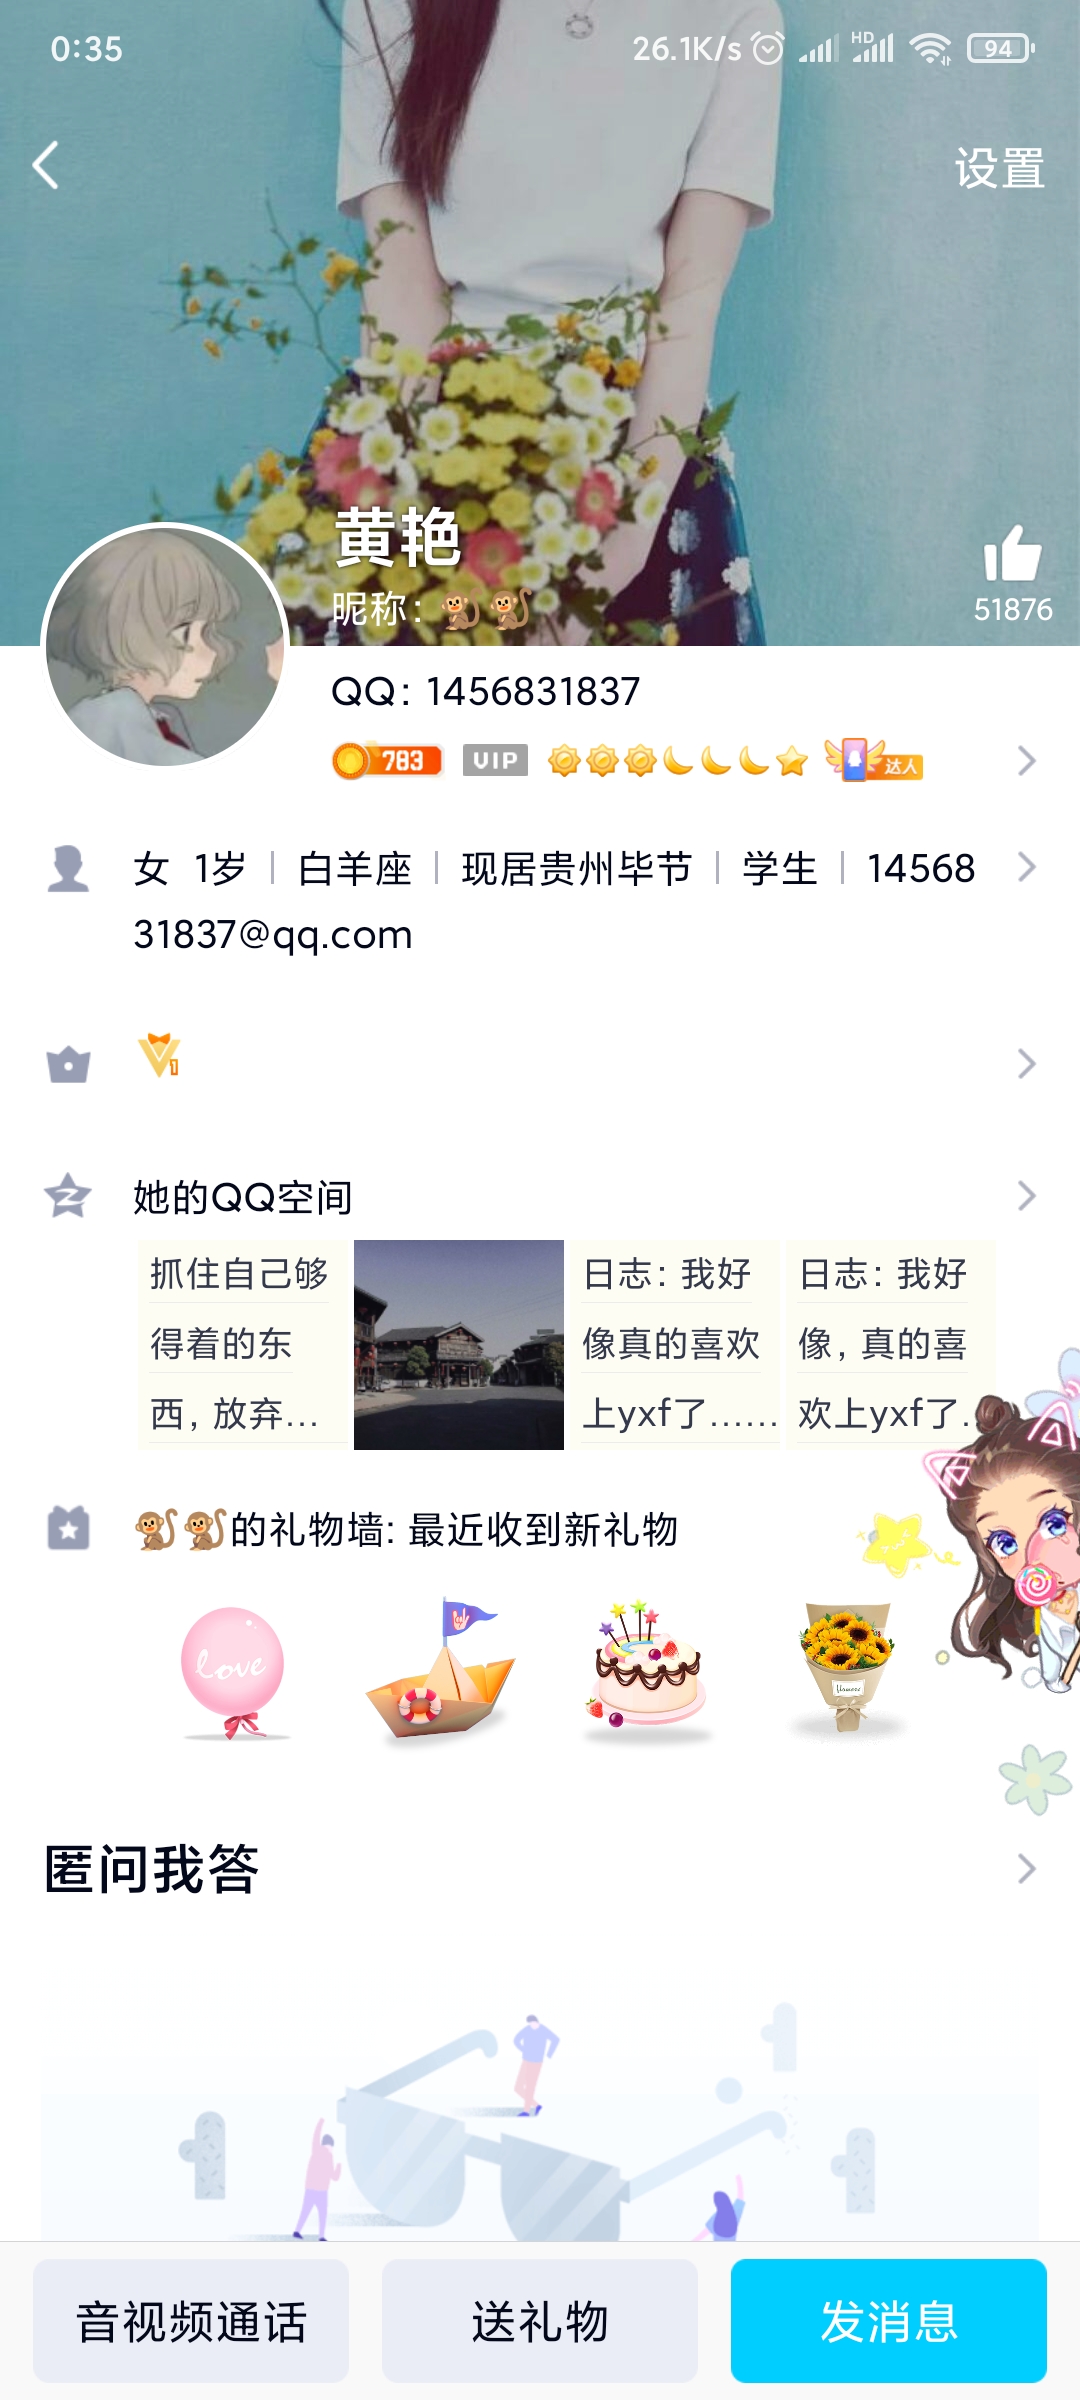 0:35
26.1K/s
HD
94
设置
黄艳
昵称：🐒🐒
51876
QQ：1456831837
783
VIP
达人
女 1岁 | 白羊座 | 现居贵州毕节 | 学生 | 14568
31837@qq.com
1
她的QQ空间
抓住自己够
得着的东
西，放弃...
日志：我好
像真的喜欢
上yxf了......
日志：我好
像，真的喜
欢上yxf了..
🐒🐒的礼物墙: 最近收到新礼物
love
匿问我答
音视频通话
送礼物
发消息